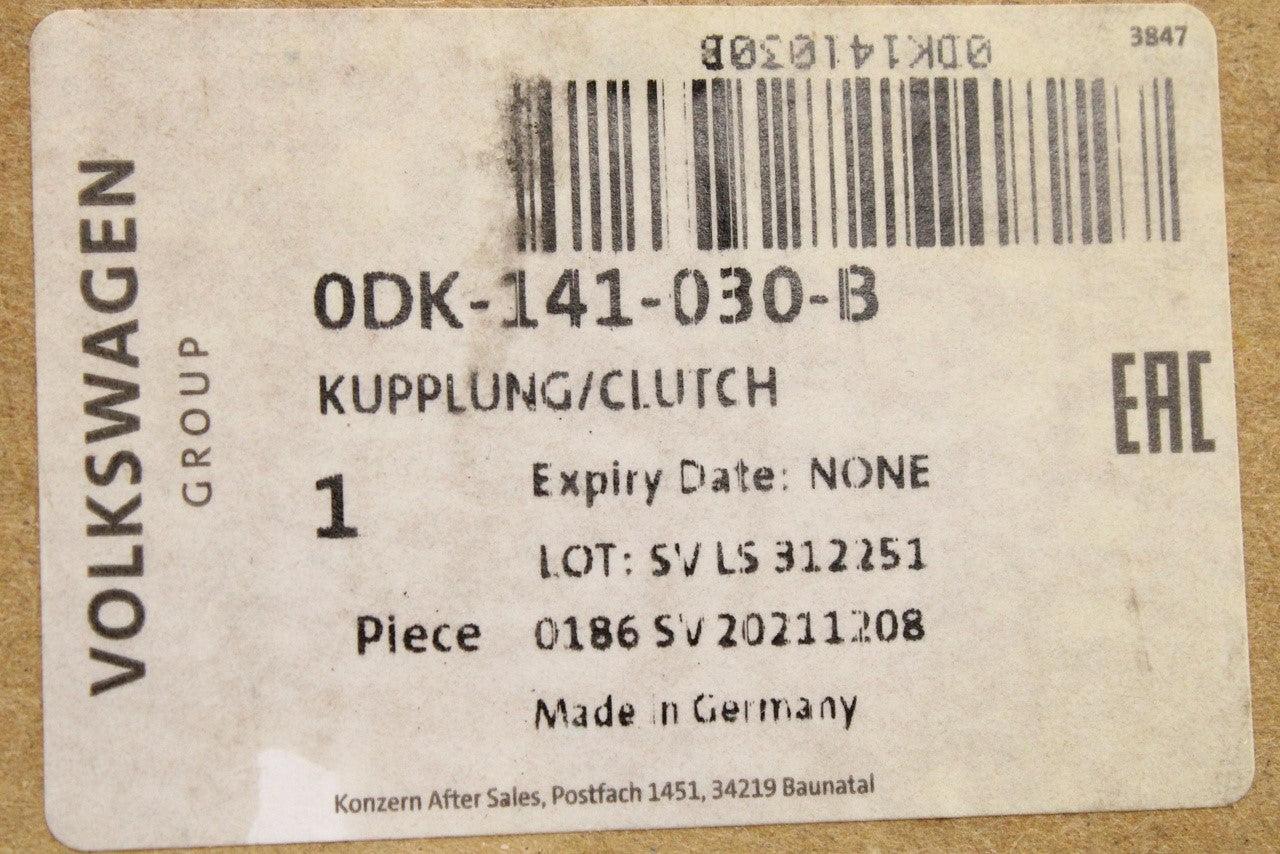 3847
0DK141030B
VOLKSWAGEN
GROUP
0DK-141-030-B
KUPPLUNG/CLUTCH
EAC
1
Expiry Date: NONE
LOT: SV LS 312251
Piece 0186 SV 20211208
Made in Germany
Konzern After Sales, Postfach 1451, 34219 Baunatal